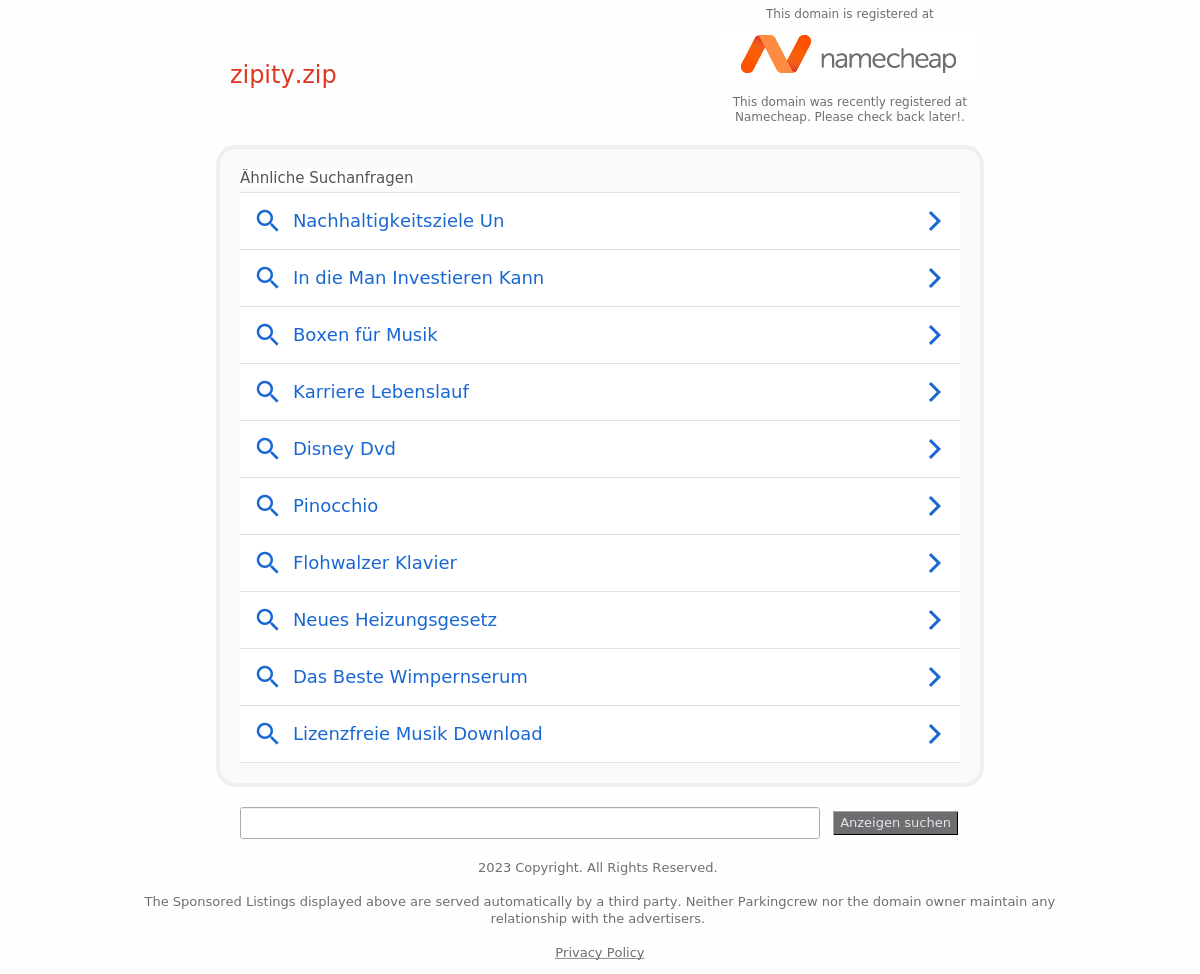 This domain is registered at
namecheap
zipity.zip
This domain was recently registered at
Namecheap. Please check back later!.
Ähnliche Suchanfragen
Nachhaltigkeitsziele Un
In die Man Investieren Kann
Boxen für Musik
Karriere Lebenslauf
Disney Dvd
Pinocchio
Flohwalzer Klavier
Neues Heizungsgesetz
Das Beste Wimpernserum
Lizenzfreie Musik Download
Anzeigen suchen
2023 Copyright. All Rights Reserved.
The Sponsored Listings displayed above are served automatically by a third party. Neither Parkingcrew nor the domain owner maintain any
relationship with the advertisers.
Privacy Policy